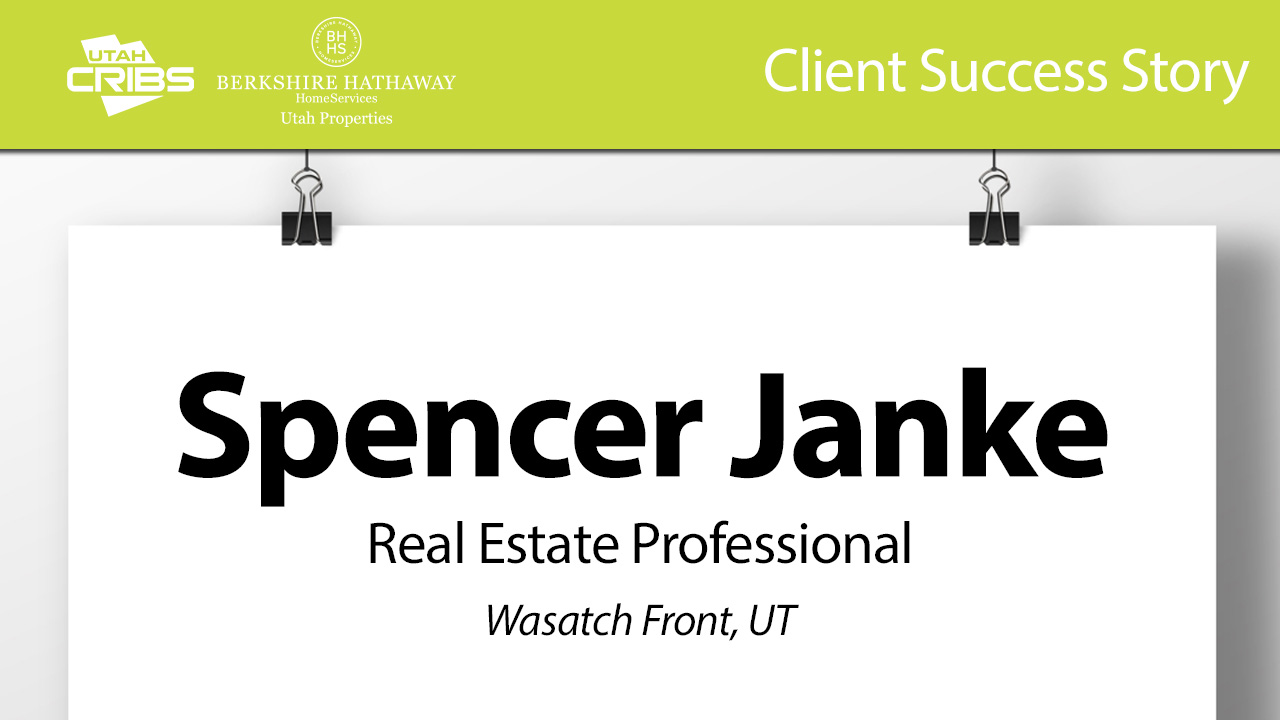 UTAH
CRIBS
BH
HS
BERKSHIRE HATHAWAY
HomeServices
Utah Properties
Client Success Story
Spencer Janke
Real Estate Professional
Wasatch Front, UT